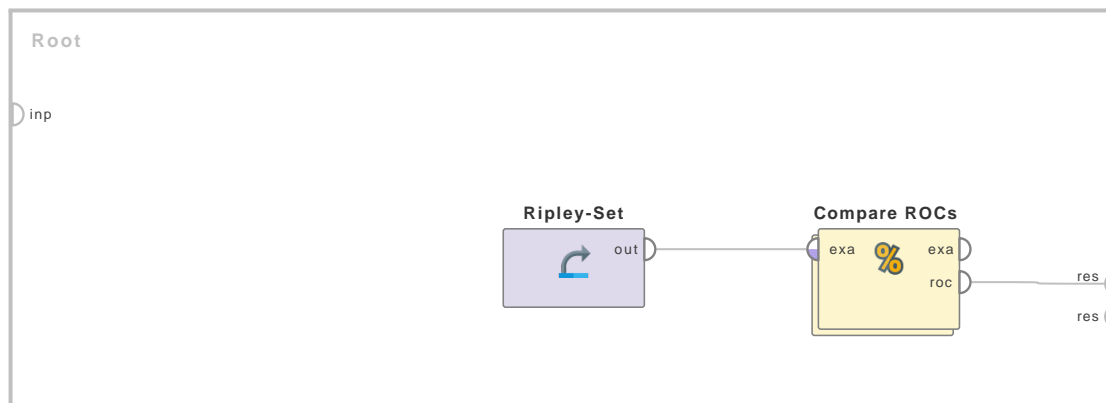 Root
inp
Ripley-Set
out
Compare ROCs
exa
exa
roc
res
res